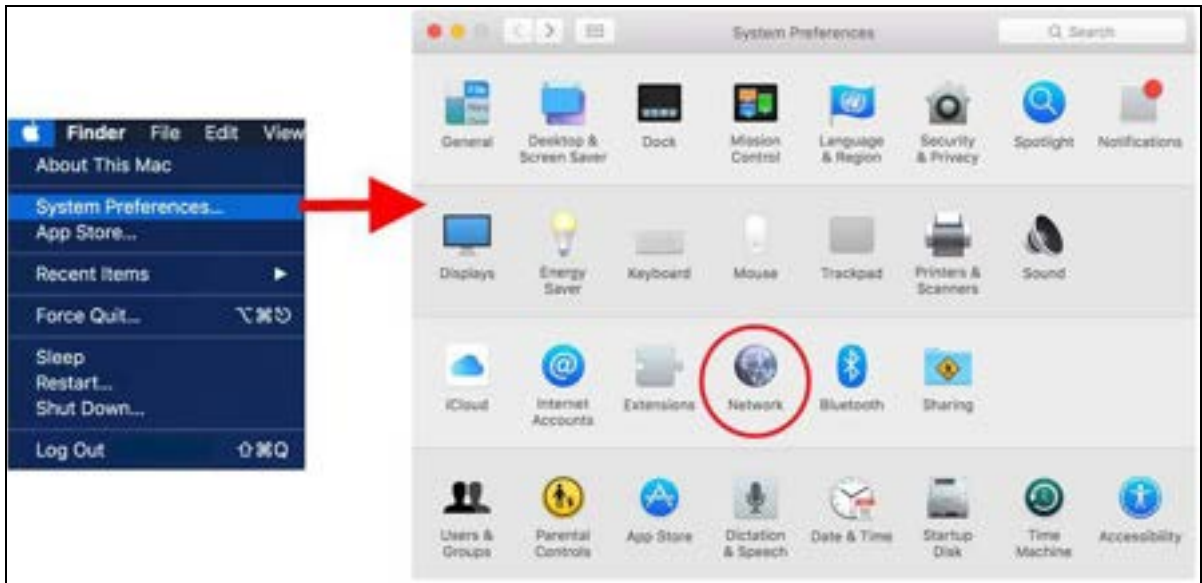 Finder File Edit View
About This Mac
System Preferences...
App Store...
Recent Items
Force Quit... ⌥⌘⎋
Sleep
Restart...
Shut Down...
Log Out ⇧⌘Q
System Preferences
Search
General
Desktop &
Screen Saver
Dock
Mission
Control
Language
& Region
Security
& Privacy
Spotlight
Notifications
Displays
Energy
Saver
Keyboard
Mouse
Trackpad
Printers &
Scanners
Sound
iCloud
Internet
Accounts
Extensions
Network
Bluetooth
Sharing
Users &
Groups
Parental
Controls
App Store
Dictation
& Speech
Date & Time
Startup
Disk
Time
Machine
Accessibility